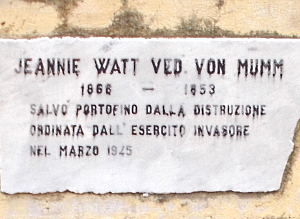 JEANNIE WATT VED. VON MUMM
1866 — 1953
SALVÒ PORTOFINO DALLA DISTRUZIONE
ORDINATA DALL'ESERCITO INVASORE
NEL MARZO 1945